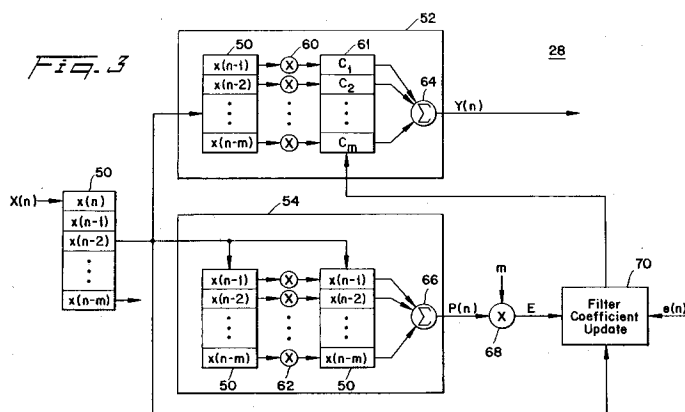 Fig. 3
52
28
50 60 61
x(n-1) X C₁
x(n-2) X C₂
x(n-m) X Cₘ
64
Σ
Y(n)
50
X(n)
x(n)
x(n-1)
x(n-2)
x(n-m)
54
x(n-1) X x(n-1)
x(n-2) X x(n-2)
x(n-m) X x(n-m)
50 62 50
66
Σ
P(n)
m
X
68
E
70
Filter
Coefficient
Update
e(n)